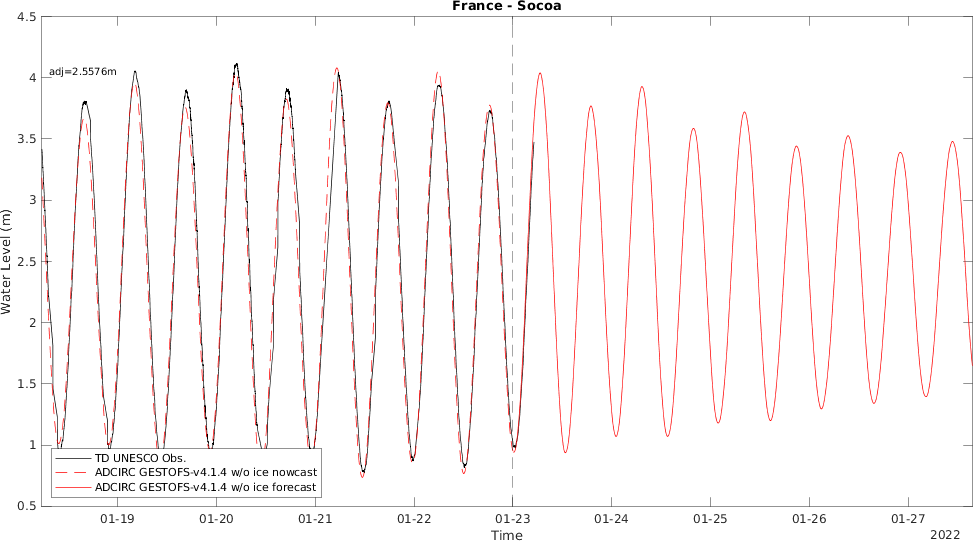 France - Socoa
4.5
adj=2.5576m
4
3.5
3
2.5
2
1.5
1
0.5
Water Level (m)
TD UNESCO Obs.
ADCIRC GESTOFS-v4.1.4 w/o ice nowcast
ADCIRC GESTOFS-v4.1.4 w/o ice forecast
01-19 01-20 01-21 01-22 01-23 01-24 01-25 01-26 01-27
Time
2022